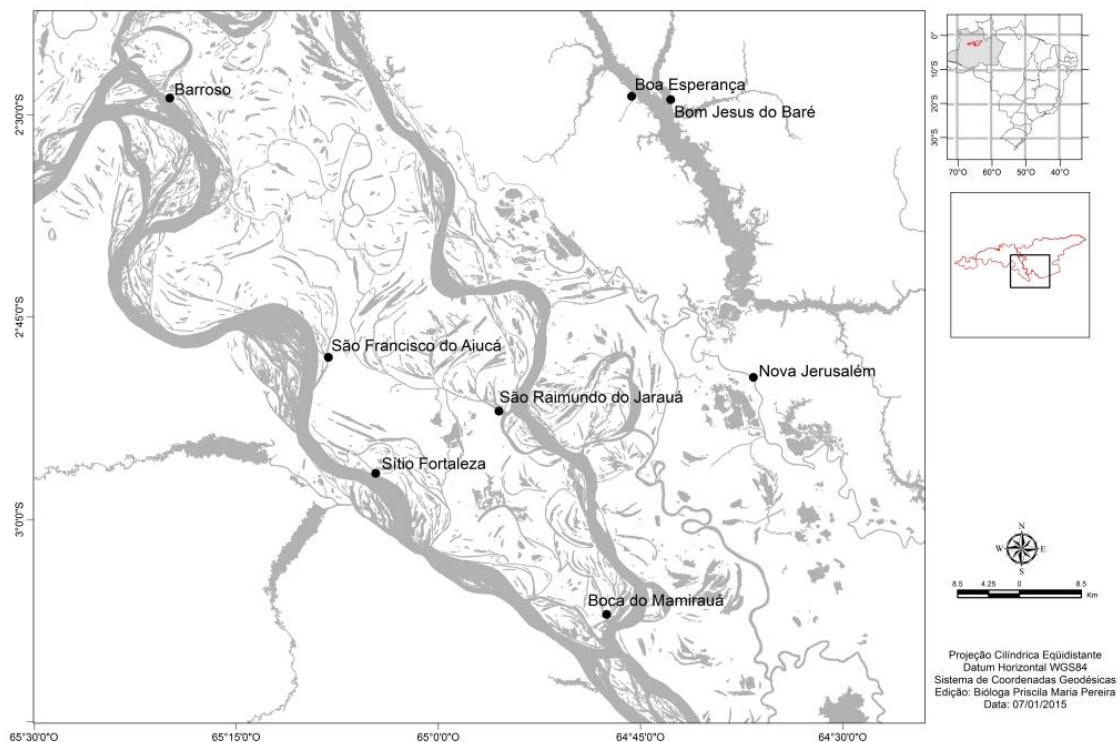 Barroso
Boa Esperança
Bom Jesus do Baré
São Francisco do Aiucá
São Raimundo do Jarauá
Nova Jerusalém
Sítio Fortaleza
Boca do Mamirauá
2°30'0"S
2°45'0"S
3°0'0"S
65°30'0"O
65°15'0"O
65°0'0"O
64°45'0"O
64°30'0"O
0°
10°S
20°S
30°S
70°O
60°O
50°O
40°O
N
W
E
S
8.5 4.25 0 8.5
Km
Projeção Cilíndrica Eqüidistante
Datum Horizontal WGS84
Sistema de Coordenadas Geodésicas
Edição: Bióloga Priscila Maria Pereira
Data: 07/01/2015